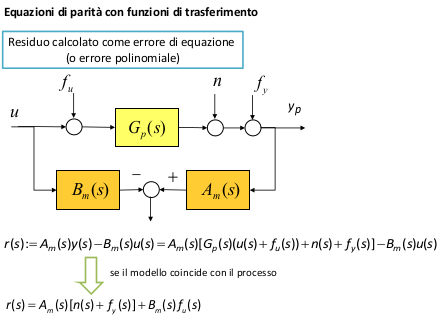 Equazioni di parità con funzioni di trasferimento
Residuo calcolato come errore di equazione
(o errore polinomiale)
f_u n f_y
u y_p
G_p(s)
B_m(s) − + A_m(s)
r(s):= A_m(s)y(s)−B_m(s)u(s)= A_m(s)[G_p(s)(u(s)+ f_u(s))+n(s)+ f_y(s)]−B_m(s)u(s)
se il modello coincide con il processo
r(s)= A_m(s)[n(s)+ f_y(s)]+B_m(s)f_u(s)